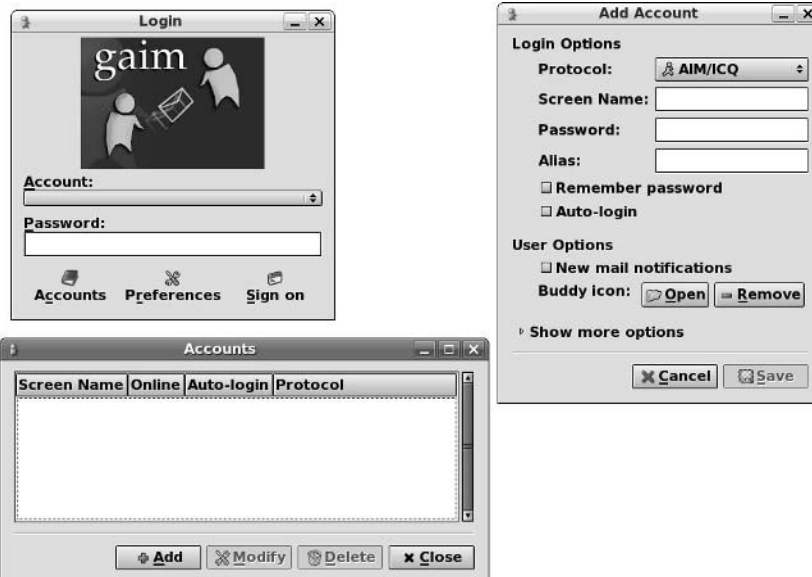 Login
gaim
Account:
Password:
Accounts Preferences Sign on
Add Account
Login Options
Protocol: AIM/ICQ
Screen Name:
Password:
Alias:
Remember password
Auto-login
User Options
New mail notifications
Buddy icon: Open Remove
Show more options
Cancel Save
Accounts
Screen Name Online Auto-login Protocol
Add Modify Delete Close